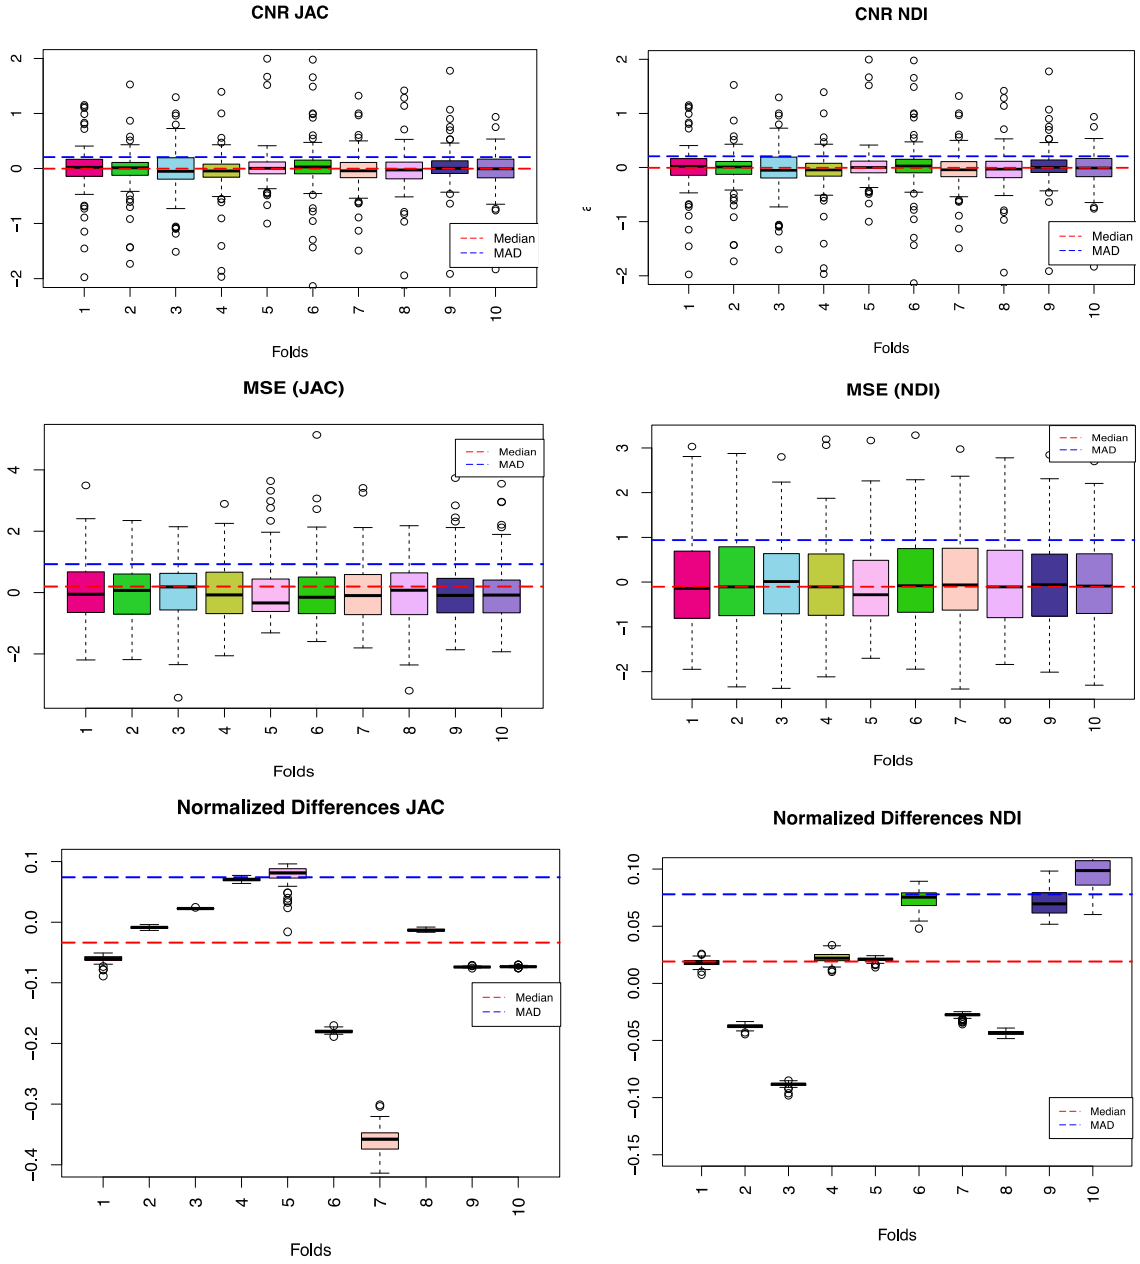 CNR JAC
2
1
0
−1
−2
Median
MAD
1 2 3 4 5 6 7 8 9 10
Folds
CNR NDI
2
1
0
−1
−2
ε
Median
MAD
1 2 3 4 5 6 7 8 9 10
Folds
MSE (JAC)
4
2
0
−2
Median
MAD
1 2 3 4 5 6 7 8 9 10
Folds
MSE (NDI)
3
2
1
0
−1
−2
Median
MAD
1 2 3 4 5 6 7 8 9 10
Folds
Normalized Differences JAC
0.1
0.0
−0.1
−0.2
−0.3
−0.4
Median
MAD
1 2 3 4 5 6 7 8 9 10
Folds
Normalized Differences NDI
0.10
0.05
0.00
−0.05
−0.10
−0.15
Median
MAD
1 2 3 4 5 6 7 8 9 10
Folds